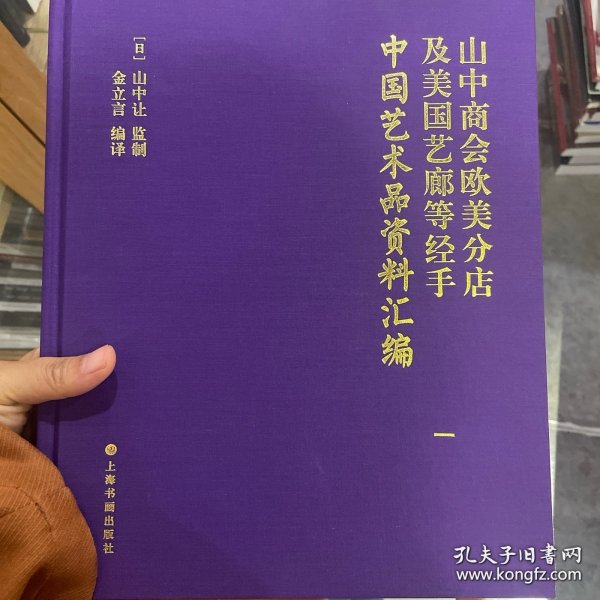 山中商会欧美分店
及美国艺廊等经手
中国艺术品资料汇编
一
[日] 山中让 监制
金立言 编译
上海书画出版社
孔夫子旧书网
www.kongfz.com